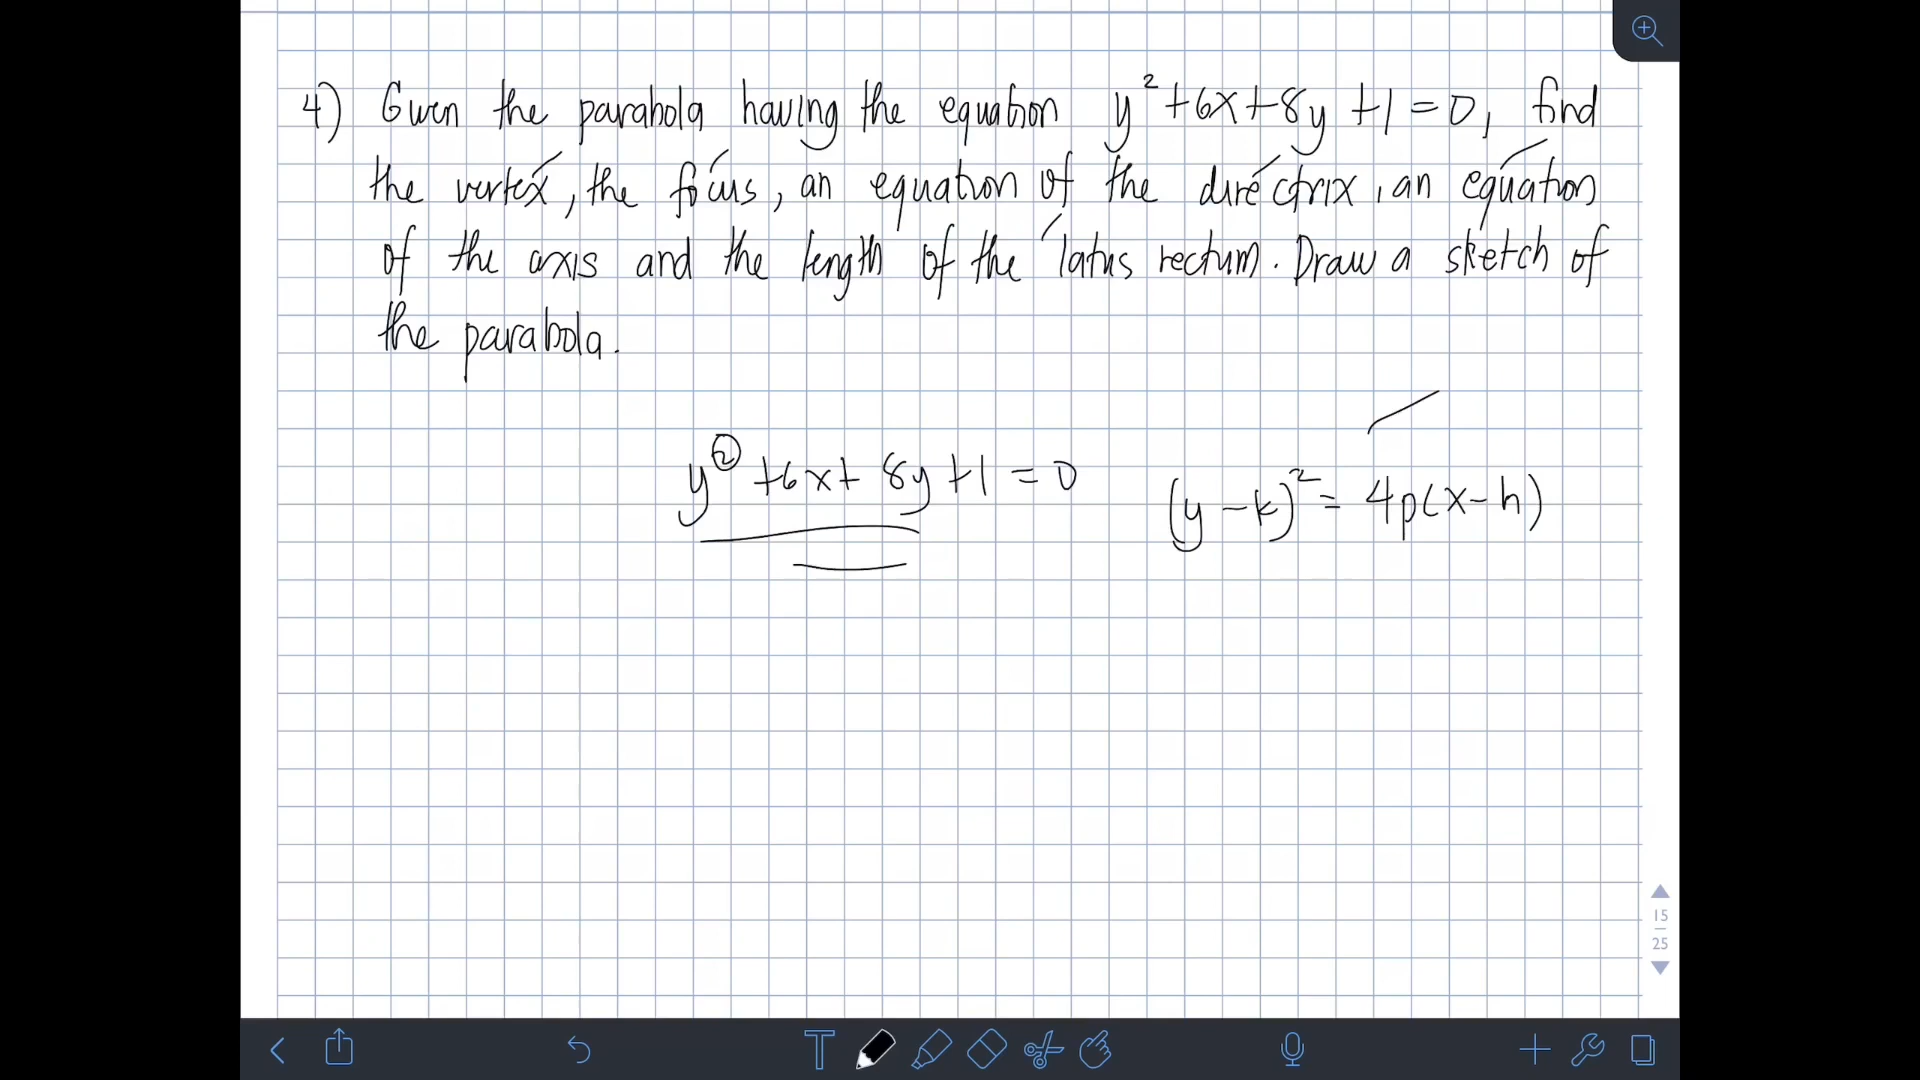 4) Given the parabola having the equation y² + 6x + 8y + 1 = 0, find
the vertex, the focus, an equation of the directrix, an equation
of the axis and the length of the latus rectum. Draw a sketch of
the parabola.
y² + 6x + 8y + 1 = 0
(y - k)² = 4p(x - h)
15
25
T